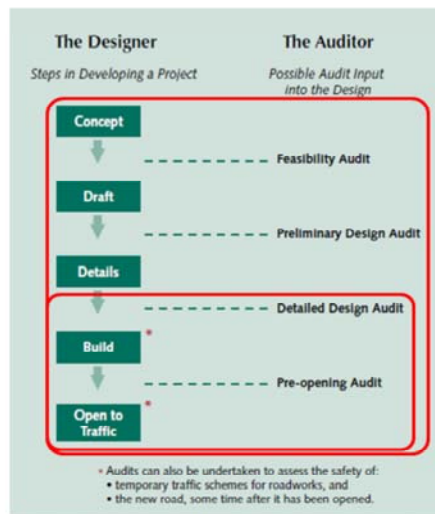 The Designer
The Auditor
Steps in Developing a Project
Possible Audit Input
into the Design
Concept
Feasibility Audit
Draft
Preliminary Design Audit
Details
Detailed Design Audit
Build *
Pre-opening Audit
Open to *
Traffic
* Audits can also be undertaken to assess the safety of:
• temporary traffic schemes for roadworks, and
• the new road, some time after it has been opened.